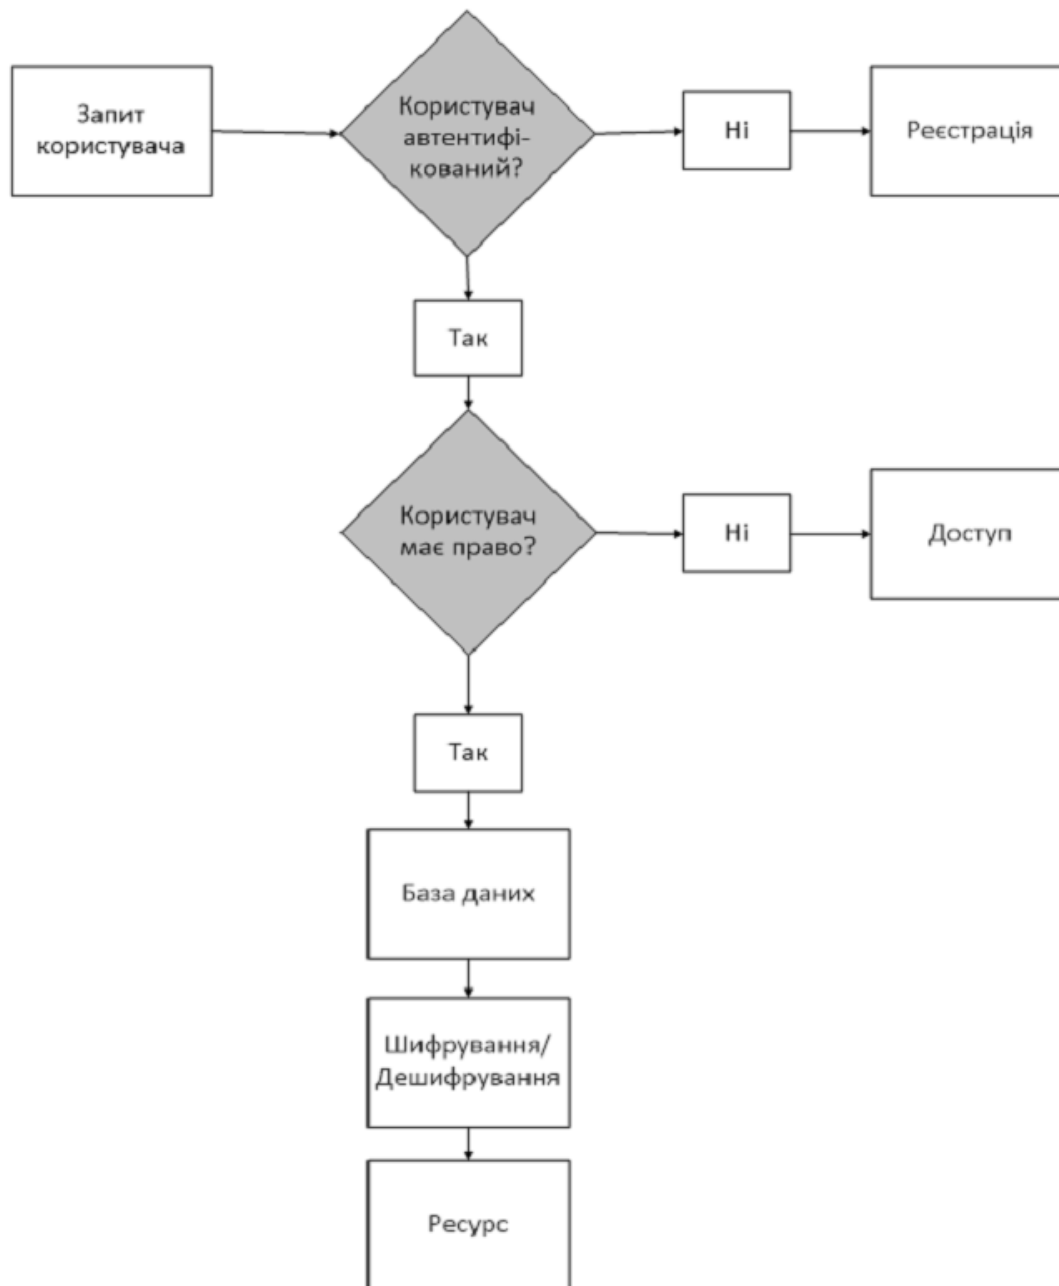 Запит
користувача
Користувач
автентифі-
кований?
Ні
Реєстрація
Так
Користувач
має право?
Ні
Доступ
Так
База даних
Шифрування/
Дешифрування
Ресурс